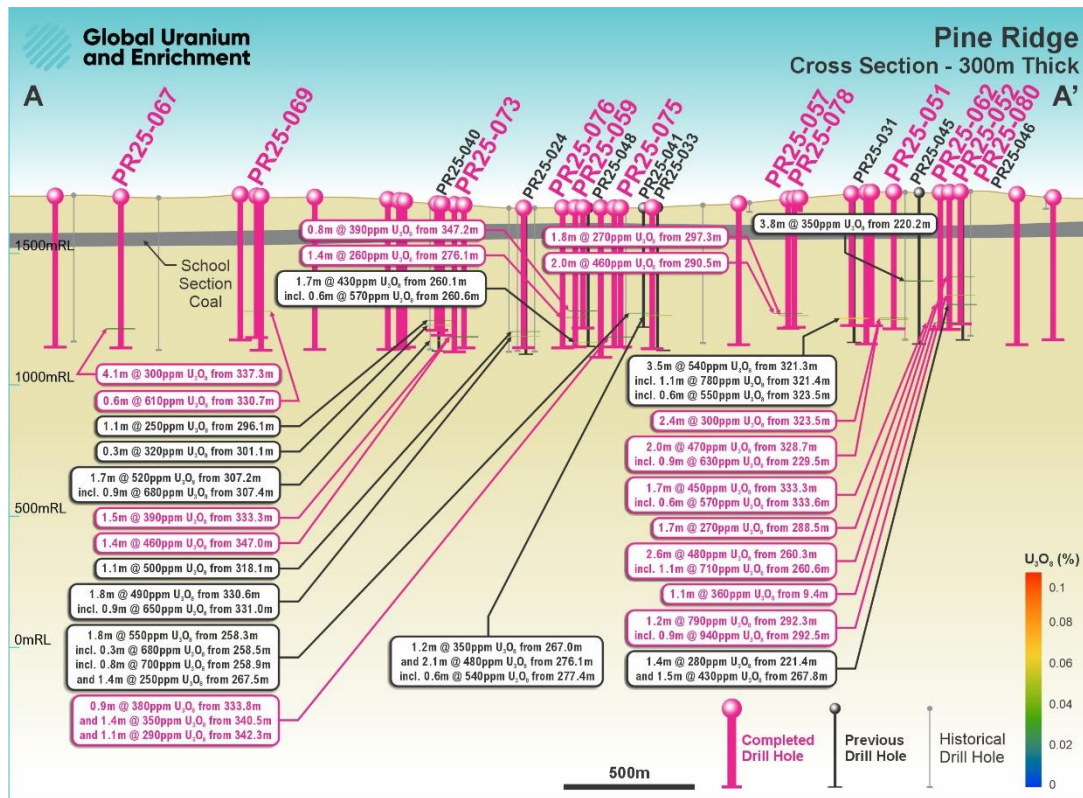 Global Uranium
and Enrichment
Pine Ridge
Cross Section - 300m Thick
A
A'
PR25-067
PR25-069
PR25-040
PR25-073
PR25-024
PR25-076
PR25-059
PR25-048
PR25-075
PR25-041
PR25-033
PR25-057
PR25-078
PR25-031
PR25-051
PR25-045
PR25-062
PR25-052
PR25-080
PR25-046
1500mRL
1000mRL
500mRL
0mRL
School
Section
Coal
0.8m @ 390ppm U₃O₈ from 347.2m
1.4m @ 260ppm U₃O₈ from 276.1m
1.7m @ 430ppm U₃O₈ from 260.1m
incl. 0.6m @ 570ppm U₃O₈ from 260.6m
1.8m @ 270ppm U₃O₈ from 297.3m
2.0m @ 460ppm U₃O₈ from 290.5m
3.8m @ 350ppm U₃O₈ from 220.2m
4.1m @ 300ppm U₃O₈ from 337.3m
0.6m @ 610ppm U₃O₈ from 330.7m
1.1m @ 250ppm U₃O₈ from 296.1m
0.3m @ 320ppm U₃O₈ from 301.1m
1.7m @ 520ppm U₃O₈ from 307.2m
incl. 0.9m @ 680ppm U₃O₈ from 307.4m
1.5m @ 390ppm U₃O₈ from 333.3m
1.4m @ 460ppm U₃O₈ from 347.0m
1.1m @ 500ppm U₃O₈ from 318.1m
1.8m @ 490ppm U₃O₈ from 330.6m
incl. 0.9m @ 650ppm U₃O₈ from 331.0m
1.8m @ 550ppm U₃O₈ from 258.3m
incl. 0.3m @ 680ppm U₃O₈ from 258.5m
incl. 0.8m @ 700ppm U₃O₈ from 258.9m
and 1.4m @ 250ppm U₃O₈ from 267.5m
0.9m @ 380ppm U₃O₈ from 333.8m
and 1.4m @ 350ppm U₃O₈ from 340.5m
and 1.1m @ 290ppm U₃O₈ from 342.3m
1.2m @ 350ppm U₃O₈ from 267.0m
and 2.1m @ 480ppm U₃O₈ from 276.1m
incl. 0.6m @ 540ppm U₃O₈ from 277.4m
3.5m @ 540ppm U₃O₈ from 321.3m
incl. 1.1m @ 780ppm U₃O₈ from 321.4m
incl. 0.6m @ 550ppm U₃O₈ from 323.5m
2.4m @ 300ppm U₃O₈ from 323.5m
2.0m @ 470ppm U₃O₈ from 328.7m
incl. 0.9m @ 630ppm U₃O₈ from 229.5m
1.7m @ 450ppm U₃O₈ from 333.3m
incl. 0.6m @ 570ppm U₃O₈ from 333.6m
1.7m @ 270ppm U₃O₈ from 288.5m
2.6m @ 480ppm U₃O₈ from 260.3m
incl. 1.1m @ 710ppm U₃O₈ from 260.6m
1.1m @ 360ppm U₃O₈ from 9.4m
1.2m @ 790ppm U₃O₈ from 292.3m
incl. 0.9m @ 940ppm U₃O₈ from 292.5m
1.4m @ 280ppm U₃O₈ from 221.4m
and 1.5m @ 430ppm U₃O₈ from 267.8m
U₃O₈ (%)
0.1
0.08
0.06
0.04
0.02
0
500m
Completed
Drill Hole
Previous
Drill Hole
Historical
Drill Hole